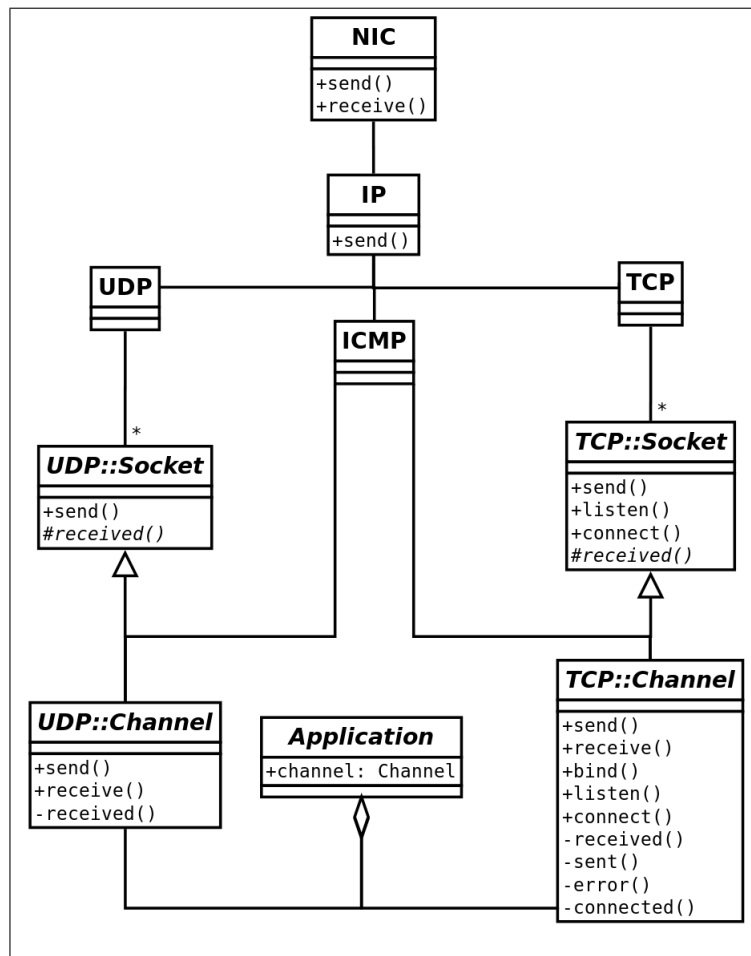 NIC
+send()
+receive()
IP
+send()
UDP
TCP
ICMP
*
*
UDP::Socket
+send()
#received()
TCP::Socket
+send()
+listen()
+connect()
#received()
UDP::Channel
+send()
+receive()
-received()
Application
+channel: Channel
TCP::Channel
+send()
+receive()
+bind()
+listen()
+connect()
-received()
-sent()
-error()
-connected()